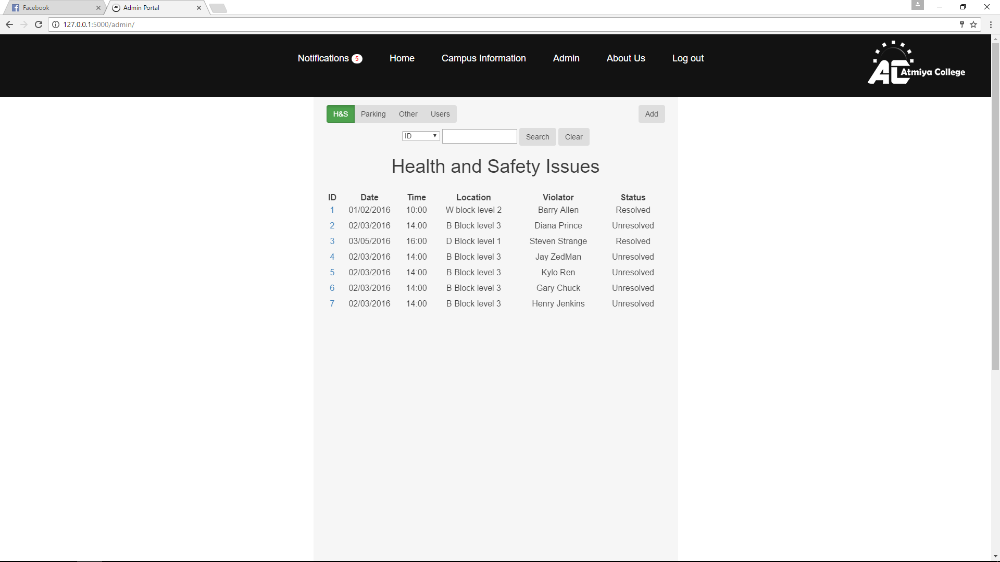 Facebook
Admin Portal
127.0.0.1:5000/admin/
Notifications 5 Home Campus Information Admin About Us Log out
AC Atmiya College
H&S Parking Other Users Add
ID Search Clear
Health and Safety Issues
ID Date Time Location Violator Status
1 01/02/2016 10:00 W block level 2 Barry Allen Resolved
2 02/03/2016 14:00 B Block level 3 Diana Prince Unresolved
3 03/05/2016 16:00 D Block level 1 Steven Strange Resolved
4 02/03/2016 14:00 B Block level 3 Jay ZedMan Unresolved
5 02/03/2016 14:00 B Block level 3 Kylo Ren Unresolved
6 02/03/2016 14:00 B Block level 3 Gary Chuck Unresolved
7 02/03/2016 14:00 B Block level 3 Henry Jenkins Unresolved